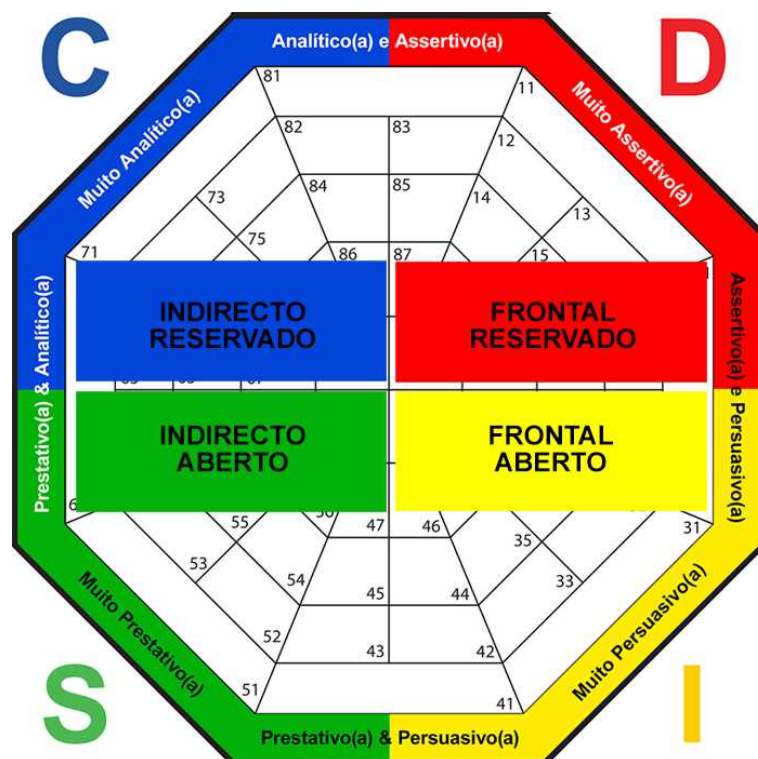 C
D
Analítico(a) e Assertivo(a)
Muito Analítico(a)
Muito Assertivo(a)
81
11
82
83
12
73
84
85
14
13
75
86
87
15
71
1
INDIRECTO
RESERVADO
FRONTAL
RESERVADO
Prestativo(a) & Analítico(a)
Assertivo(a) e Persuasivo(a)
INDIRECTO
ABERTO
FRONTAL
ABERTO
6
31
55
47
46
35
53
33
54
45
44
52
43
42
51
41
Muito Prestativo(a)
Muito Persuasivo(a)
S
I
Prestativo(a) & Persuasivo(a)